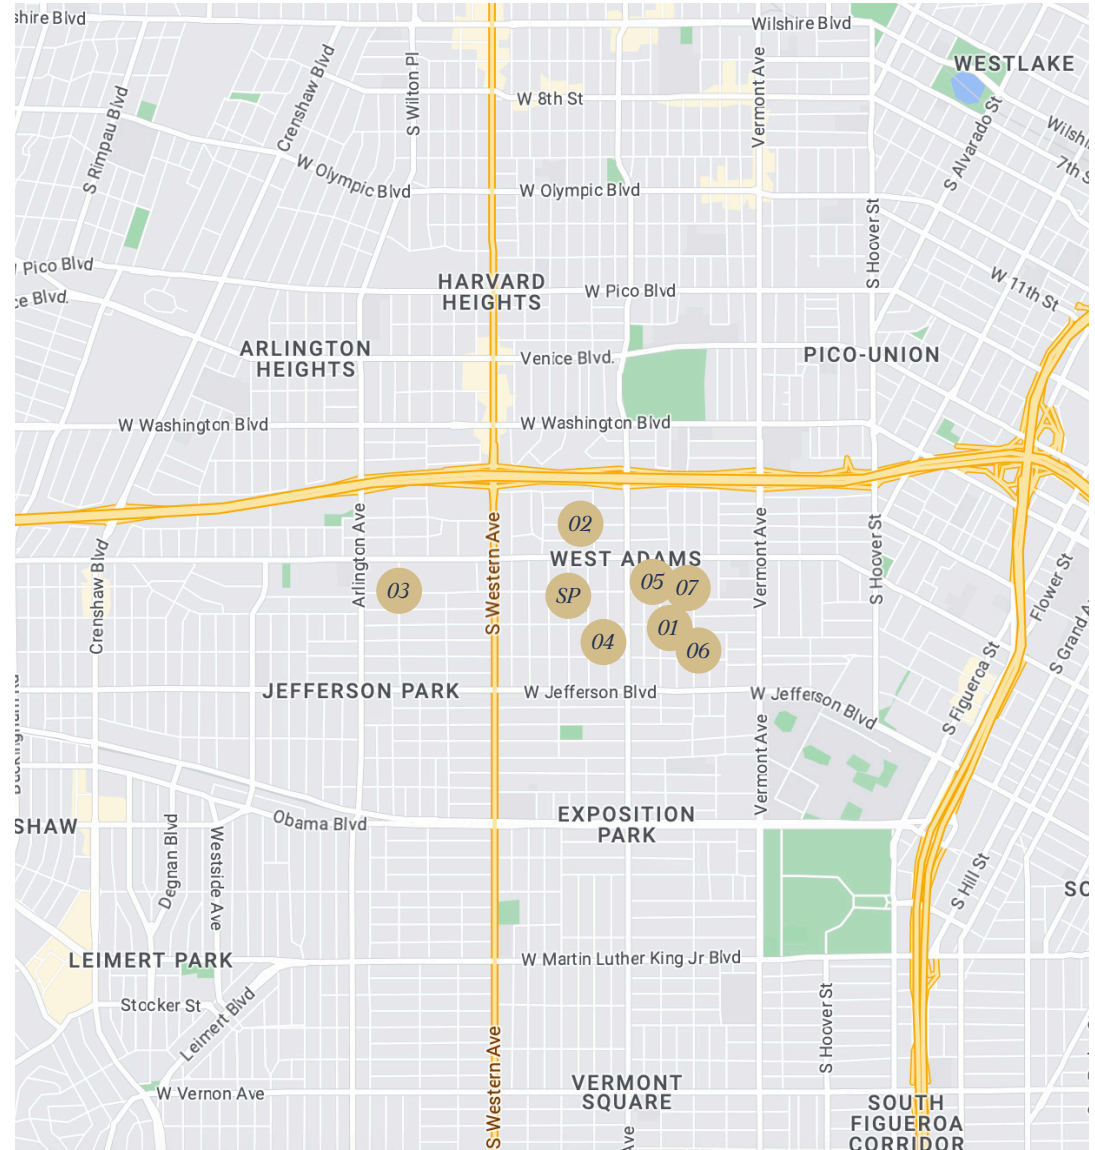 shire Blvd
Wilshire Blvd
WESTLAKE
S Wilton Pl
Crenshaw Blvd
S Rimpau Blvd
W 8th St
Vermont Ave
S Alvarado St
Wilshi
7th S
W Olympic Blvd
W Olympic Blvd
S Hoover St
Pico Blvd
ce Blvd.
HARVARD
HEIGHTS
W Pico Blvd
W 11th St
ARLINGTON
HEIGHTS
Venice Blvd.
PICO-UNION
W Washington Blvd
W Washington Blvd
02
WEST ADAMS
Arlington Ave
S Western Ave
Vermont Ave
S Hoover St
Crenshaw Blvd
Flower St
S Grand A
03
SP
05
07
04
01
06
JEFFERSON PARK
W Jefferson Blvd
W Jefferson Blvd
S Figueroa St
Vermont Ave
SHAW
Obama Blvd
EXPOSITION
PARK
Degnan Blvd
Westside Ave
S Hill St
SO
LEIMERT PARK
W Martin Luther King Jr Blvd
Stocker St
Leimert Blvd
S Hoover St
S Western Ave
W Vernon Ave
VERMONT
SQUARE
SOUTH
FIGUEROA
CORRIDOR
Ave